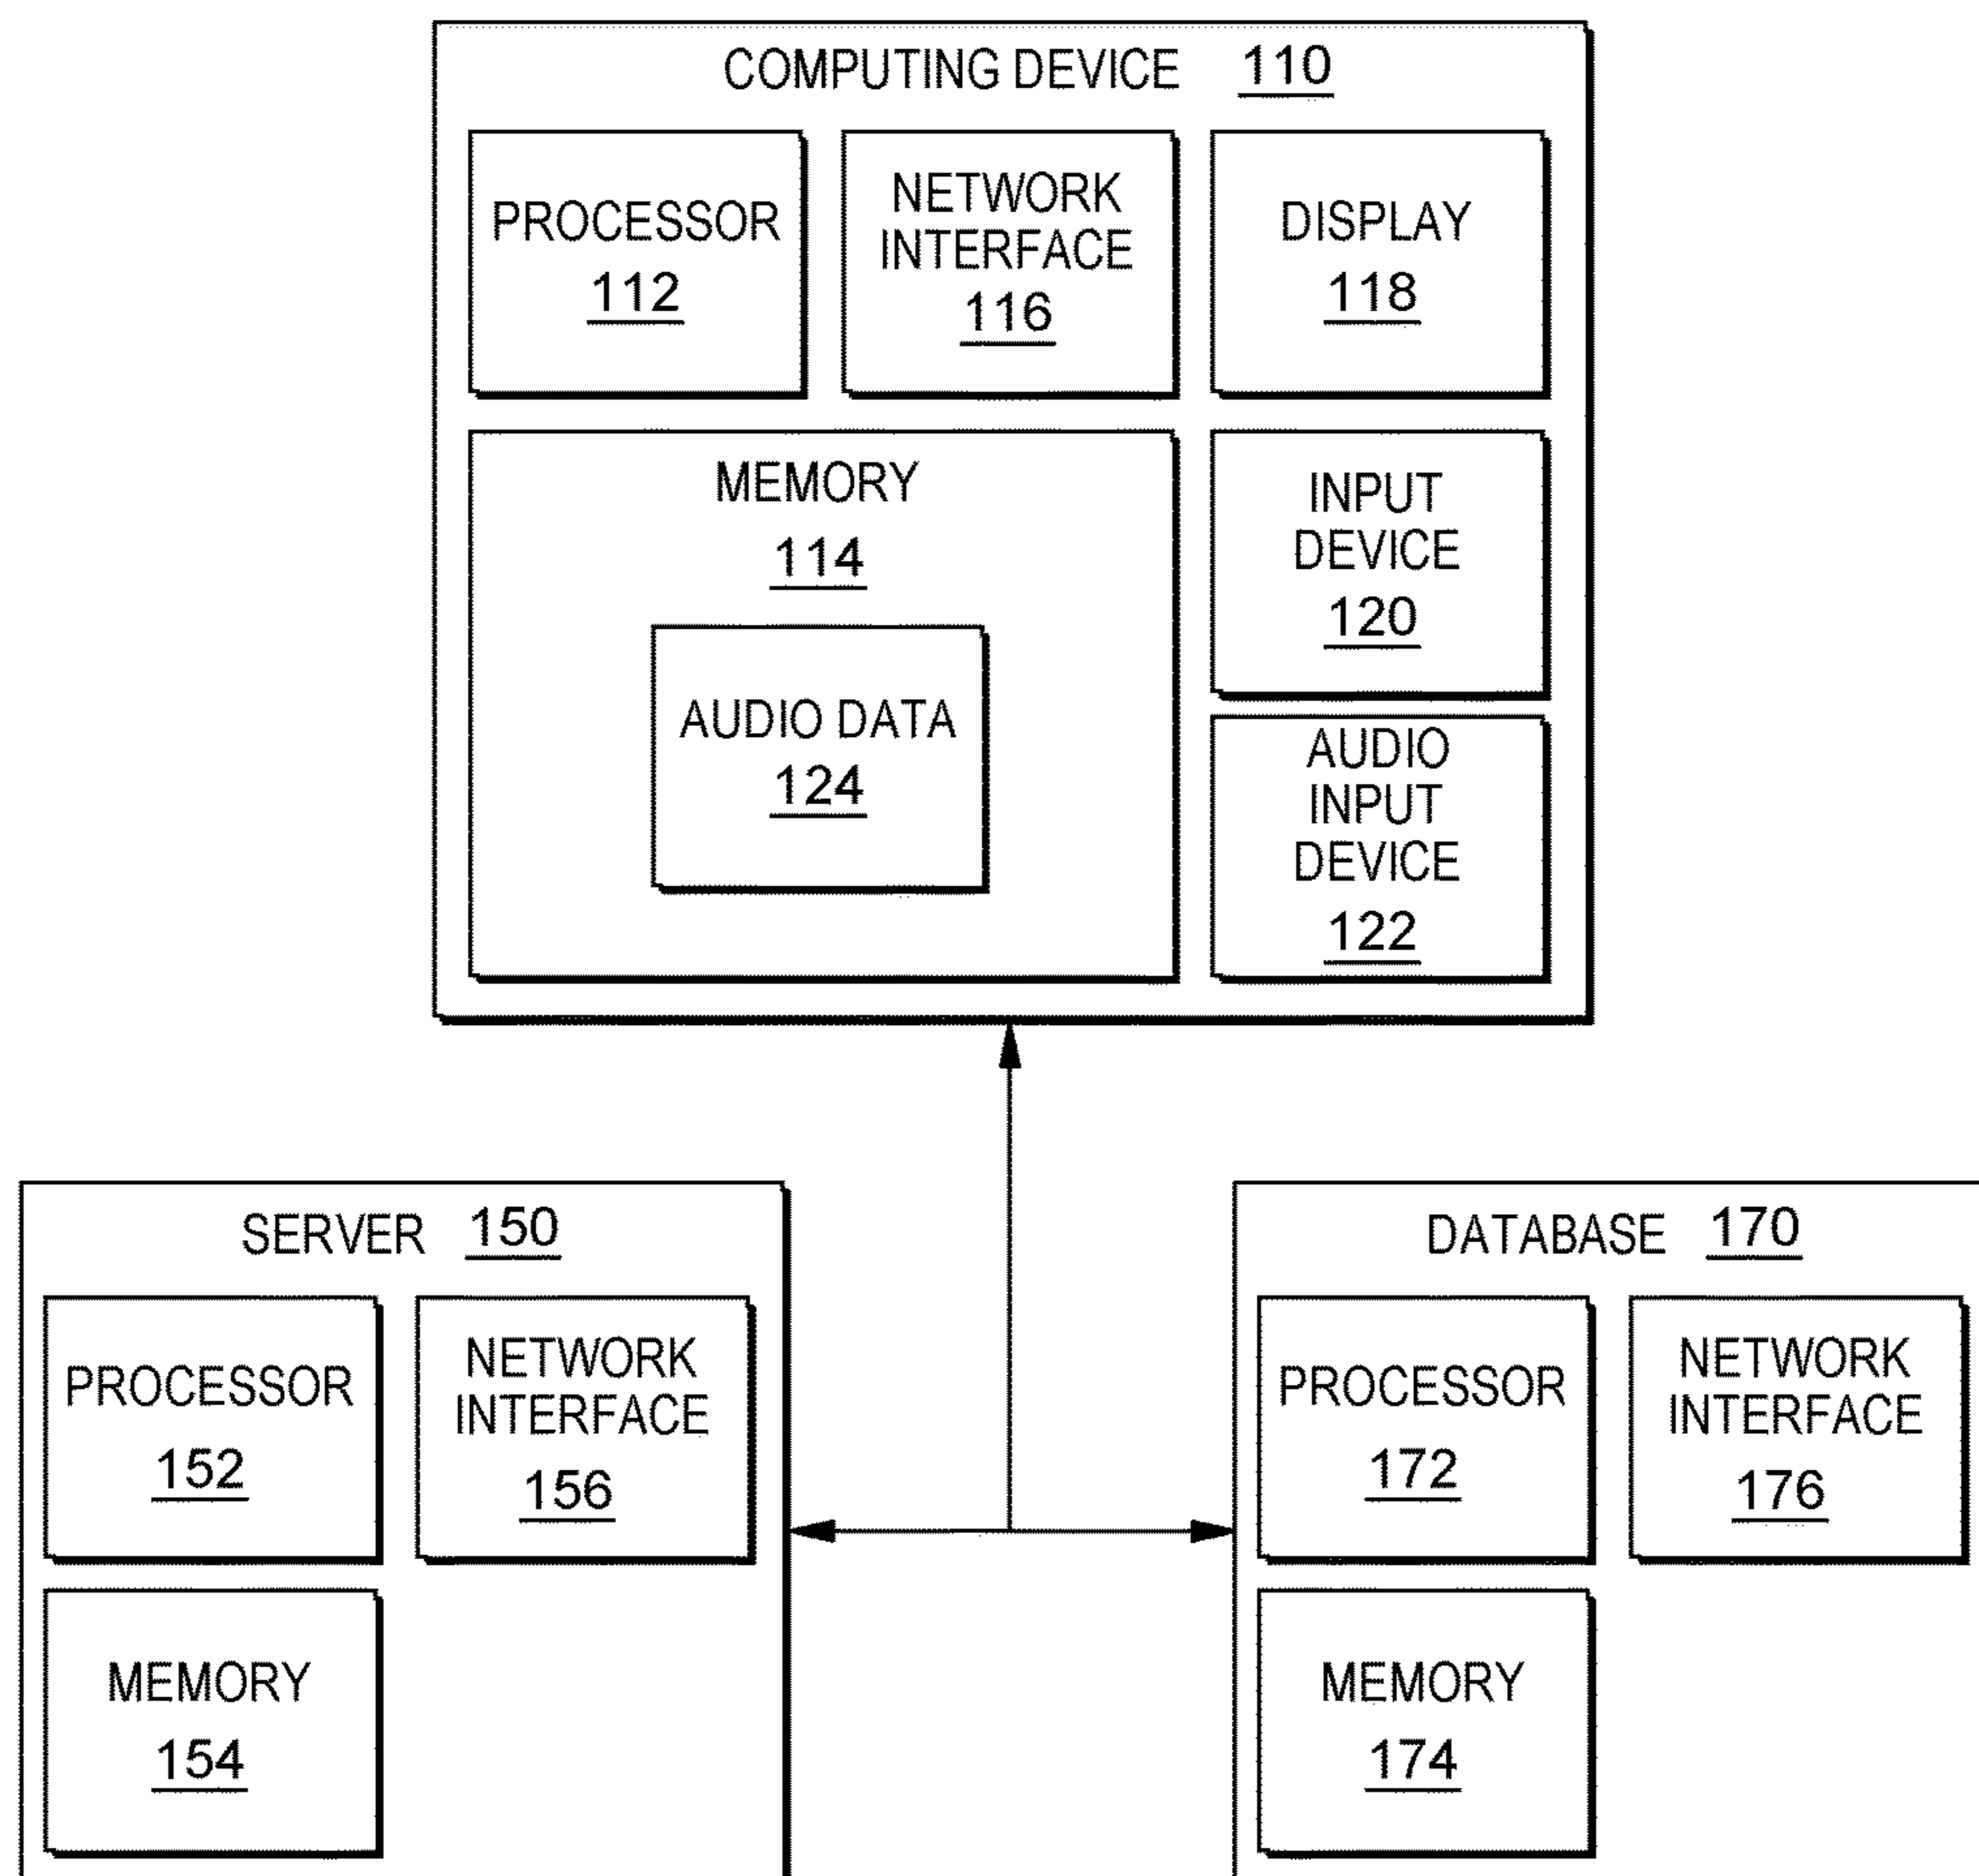 COMPUTING DEVICE 110
PROCESSOR
112
NETWORK
INTERFACE
116
DISPLAY
118
MEMORY
114
AUDIO DATA
124
INPUT
DEVICE
120
AUDIO
INPUT
DEVICE
122
SERVER 150
PROCESSOR
152
NETWORK
INTERFACE
156
MEMORY
154
DATABASE 170
PROCESSOR
172
NETWORK
INTERFACE
176
MEMORY
174